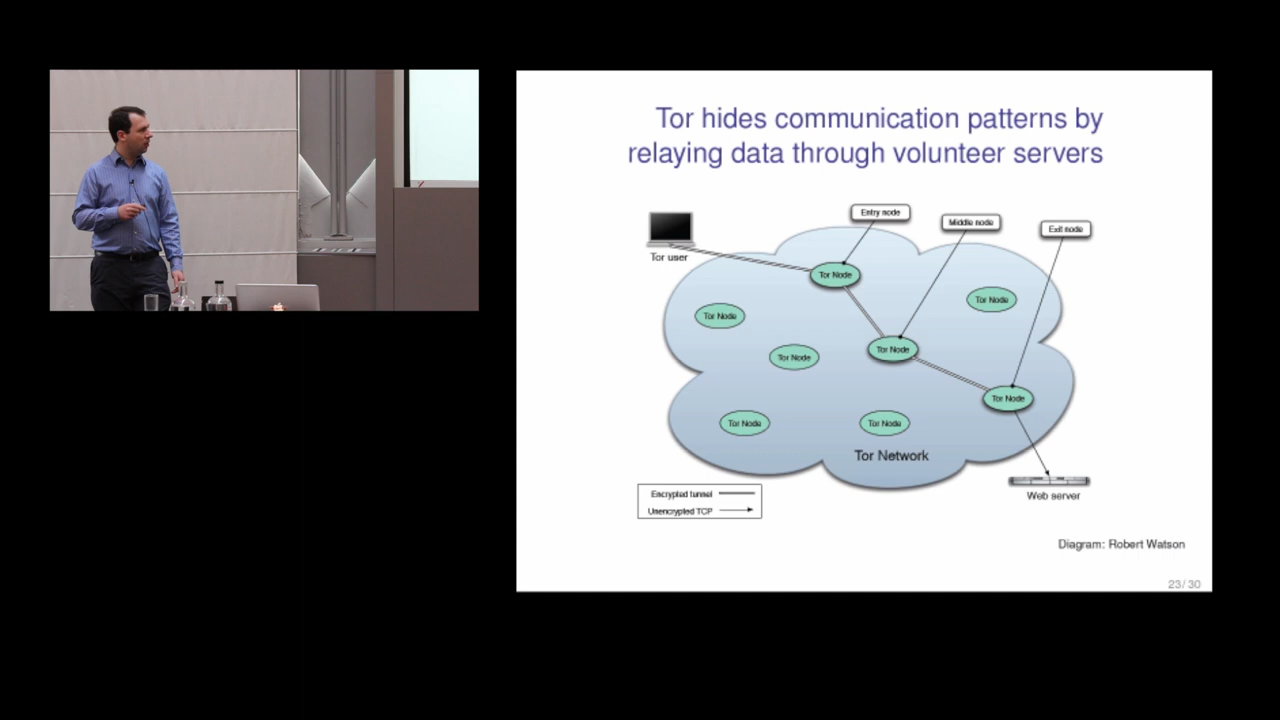 Tor hides communication patterns by
relaying data through volunteer servers
Entry node
Middle node
Exit node
Tor user
Tor Node
Tor Node
Tor Node
Tor Node
Tor Node
Tor Node
Tor Node
Tor Node
Tor Network
Encrypted tunnel
Unencrypted TCP
Web server
Diagram: Robert Watson
23/30